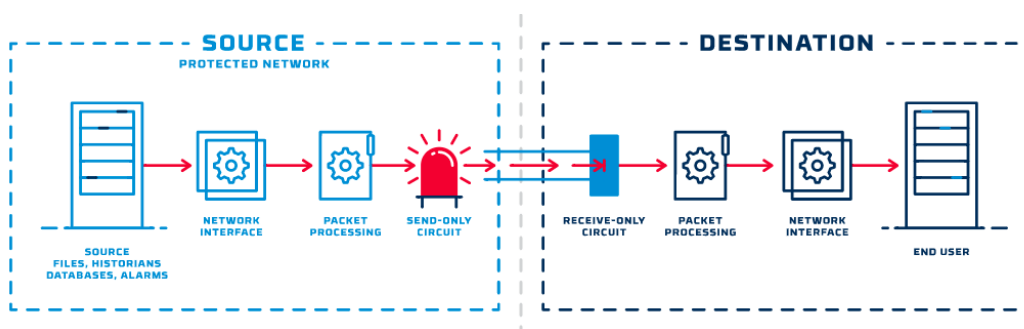 SOURCE
PROTECTED NETWORK
DESTINATION
NETWORK
INTERFACE
PACKET
PROCESSING
SEND-ONLY
CIRCUIT
RECEIVE-ONLY
CIRCUIT
PACKET
PROCESSING
NETWORK
INTERFACE
SOURCE
FILES, HISTORIANS
DATABASES, ALARMS
END USER